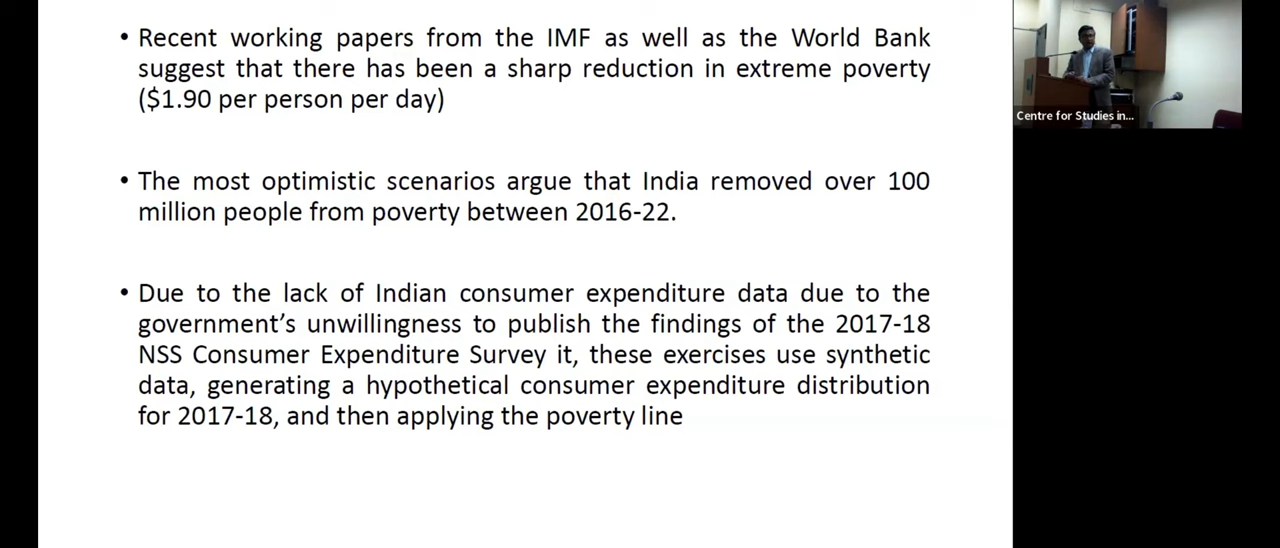 • Recent working papers from the IMF as well as the World Bank
suggest that there has been a sharp reduction in extreme poverty
($1.90 per person per day)
• The most optimistic scenarios argue that India removed over 100
million people from poverty between 2016-22.
• Due to the lack of Indian consumer expenditure data due to the
government’s unwillingness to publish the findings of the 2017-18
NSS Consumer Expenditure Survey it, these exercises use synthetic
data, generating a hypothetical consumer expenditure distribution
for 2017-18, and then applying the poverty line
Centre for Studies in...